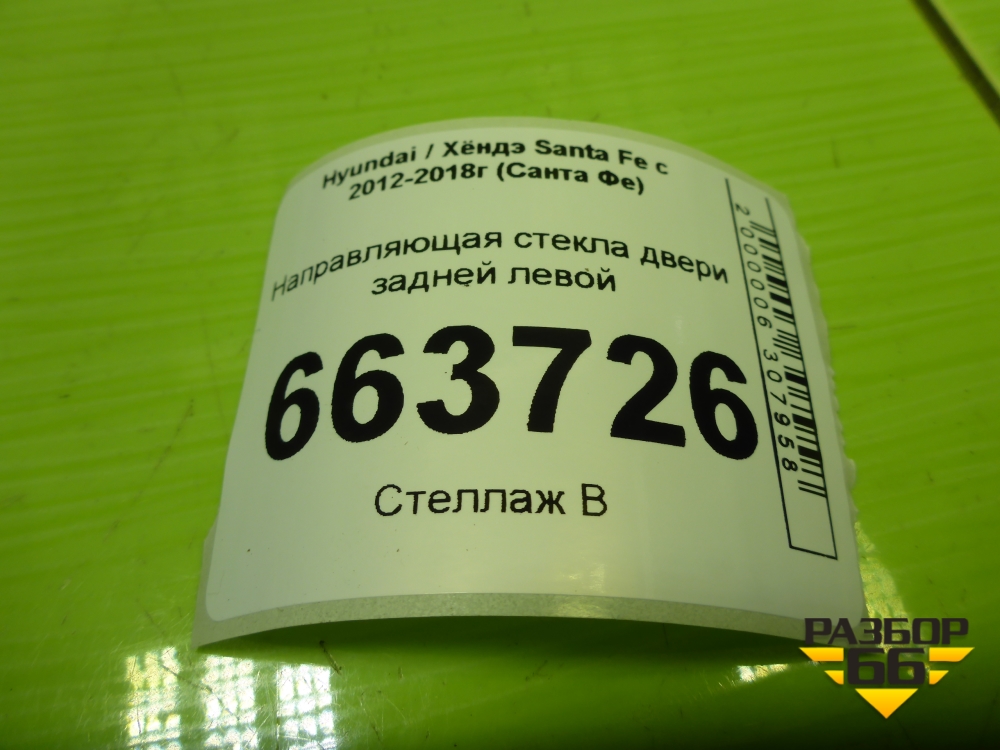 Hyundai / Хёндэ Santa Fe с
2012-2018г (Санта Фе)
Направляющая стекла двери
задней левой
663726
Стеллаж В
2000006307958
РАЗБОР
66